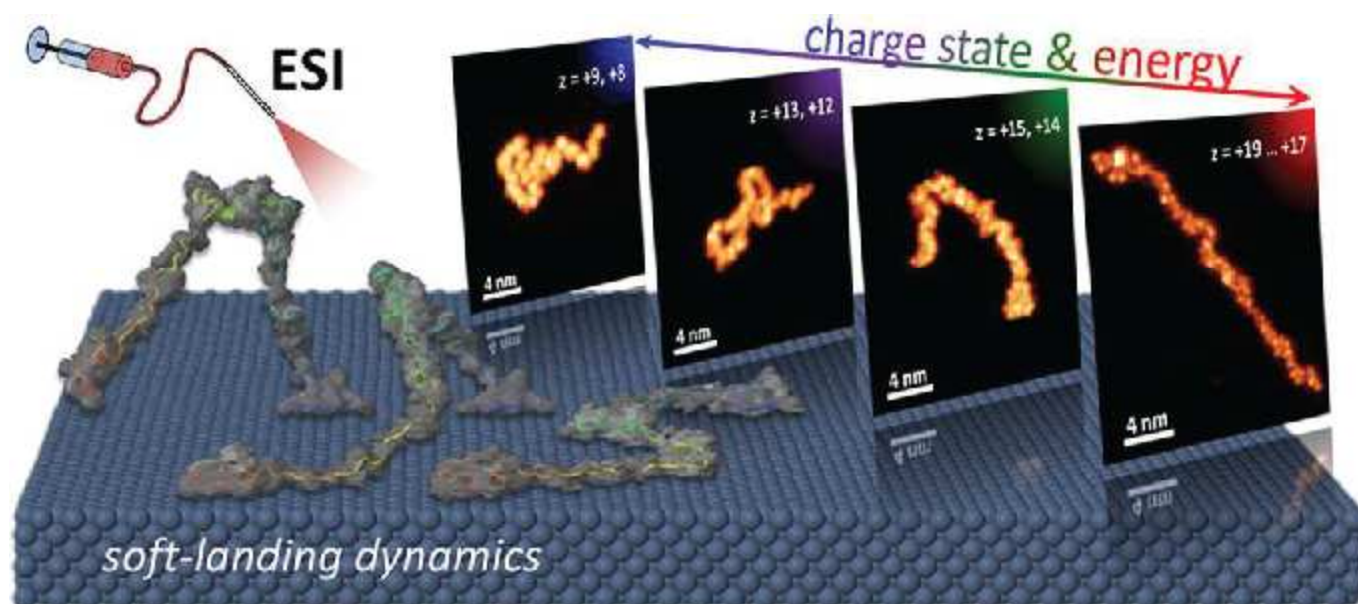 ESI
charge state & energy
z = +9, +8
z = +13, +12
z = +15, +14
z = +19 ... +17
4 nm
4 nm
4 nm
4 nm
soft-landing dynamics